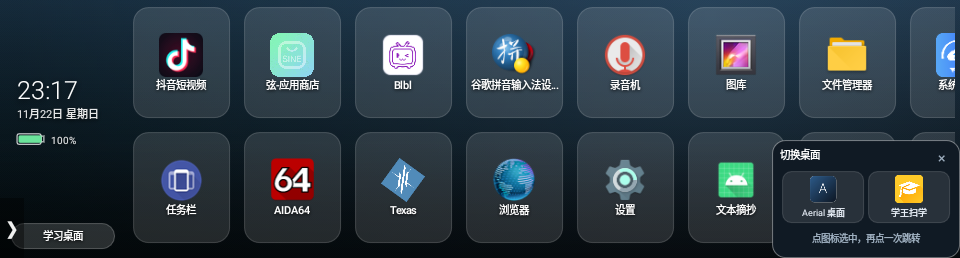 23:17
11月22日 星期日
100%
学习桌面
抖音短视频
SINE
弦-应用商店
Blbl
拼
谷歌拼音输入法设...
录音机
图库
文件管理器
系统
任务栏
64
AIDA64
Texas
浏览器
设置
文本摘抄
切换桌面
×
A
Aerial 桌面
学王扫学
点图标选中，再点一次跳转